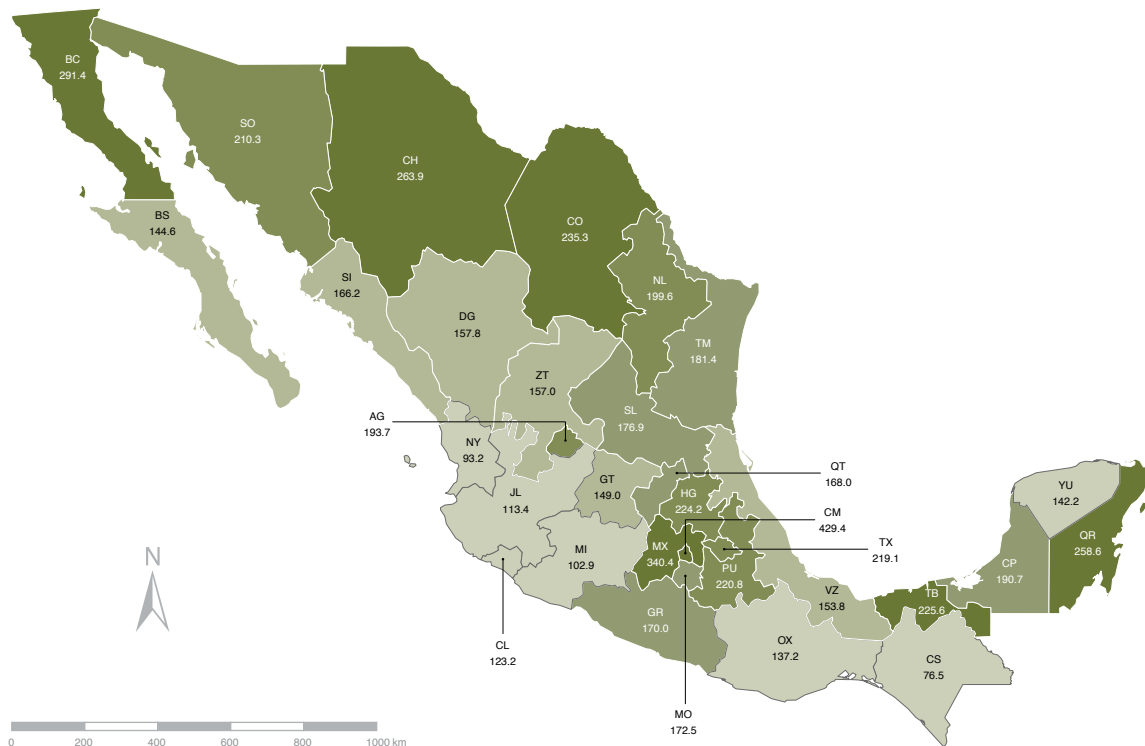 BC
291.4
SO
210.3
CH
263.9
CO
235.3
BS
144.6
SI
166.2
NL
199.6
DG
157.8
TM
181.4
ZT
157.0
AG
193.7
SL
176.9
NY
93.2
QT
168.0
GT
149.0
JL
113.4
HG
224.2
YU
142.2
CM
429.4
TX
219.1
QR
258.6
MX
340.4
MI
102.9
PU
220.8
CP
190.7
VZ
153.8
TB
225.6
GR
170.0
OX
137.2
CL
123.2
CS
76.5
MO
172.5
N
0 200 400 600 800 1000 km